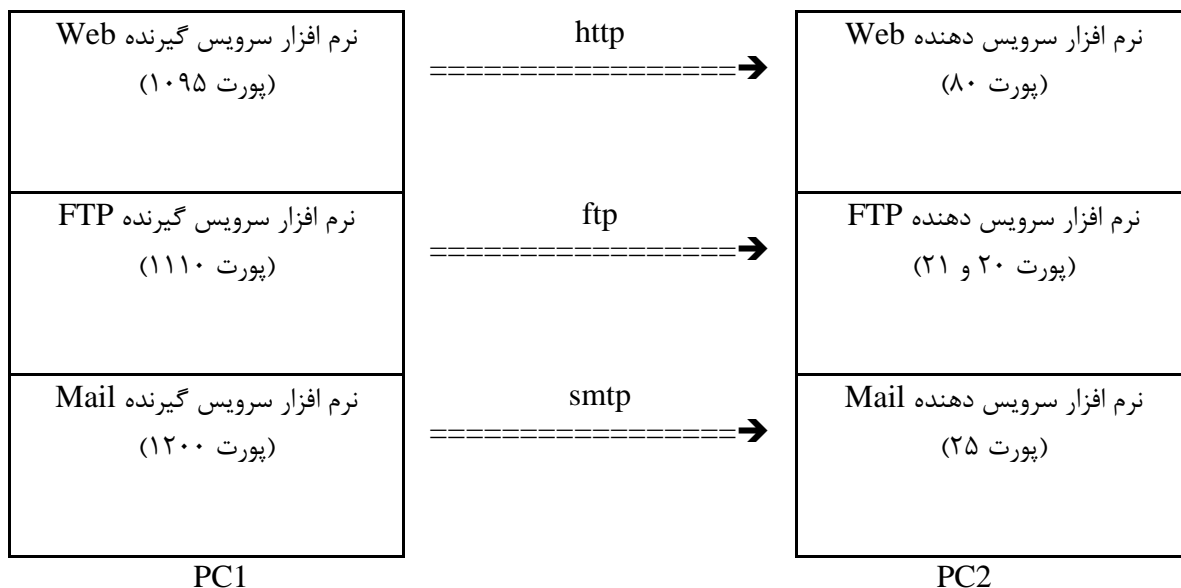 نرم افزار سرویس گیرنده Web
(پورت ۱۰۹۵)
http
================➔
نرم افزار سرویس دهنده Web
(پورت ۸۰)
نرم افزار سرویس گیرنده FTP
(پورت ۱۱۱۰)
ftp
================➔
نرم افزار سرویس دهنده FTP
(پورت ۲۰ و ۲۱)
نرم افزار سرویس گیرنده Mail
(پورت ۱۲۰۰)
smtp
================➔
نرم افزار سرویس دهنده Mail
(پورت ۲۵)
PC1
PC2